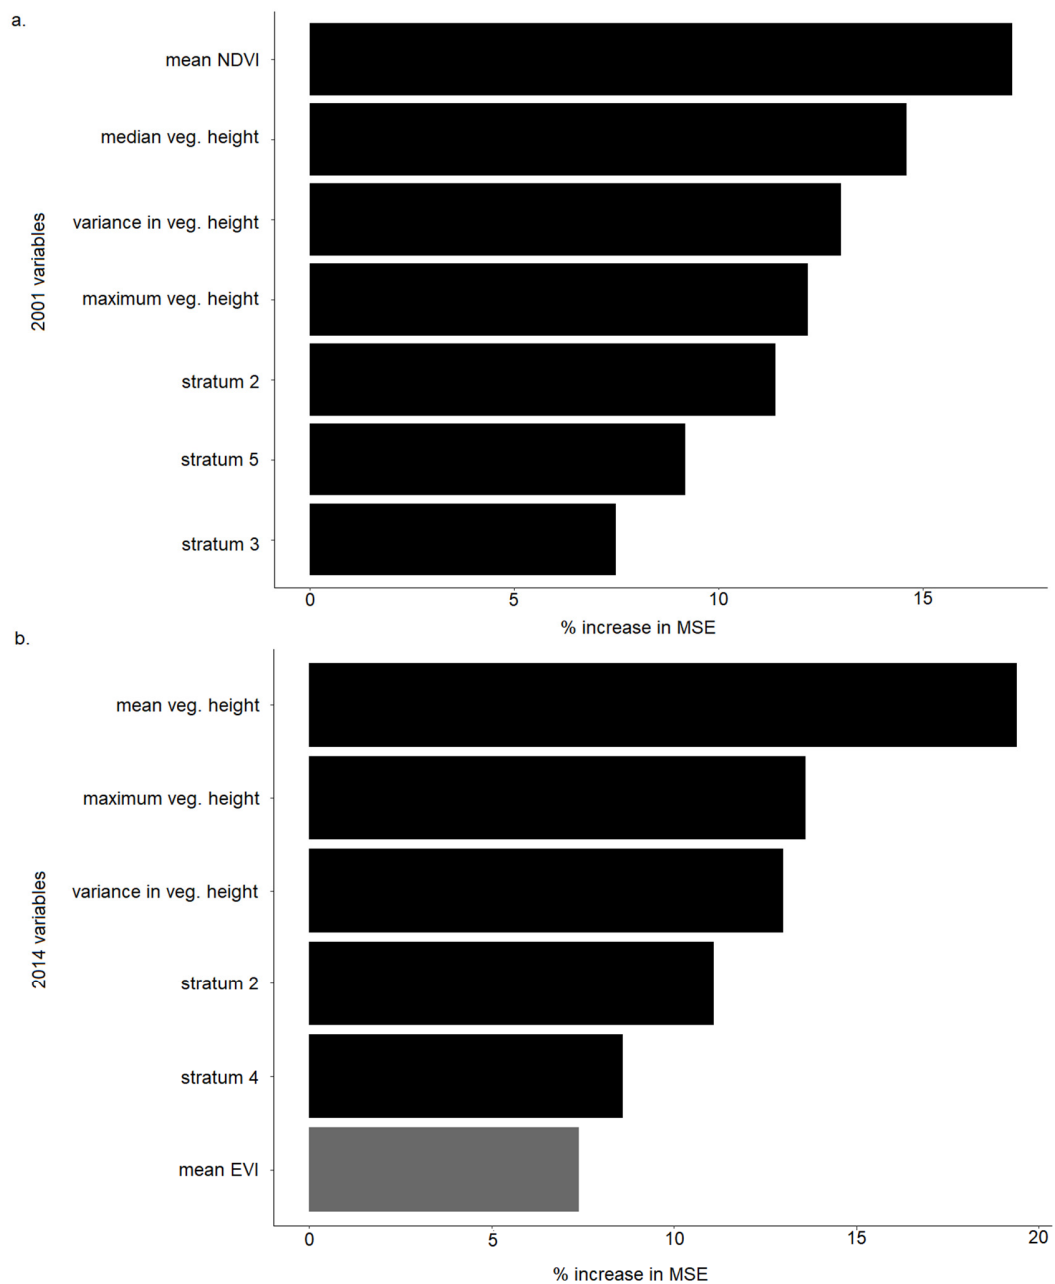 a.
mean NDVI
median veg. height
variance in veg. height
maximum veg. height
stratum 2
stratum 5
stratum 3
2001 variables
0 5 10 15
% increase in MSE
b.
mean veg. height
maximum veg. height
variance in veg. height
stratum 2
stratum 4
mean EVI
2014 variables
0 5 10 15 20
% increase in MSE